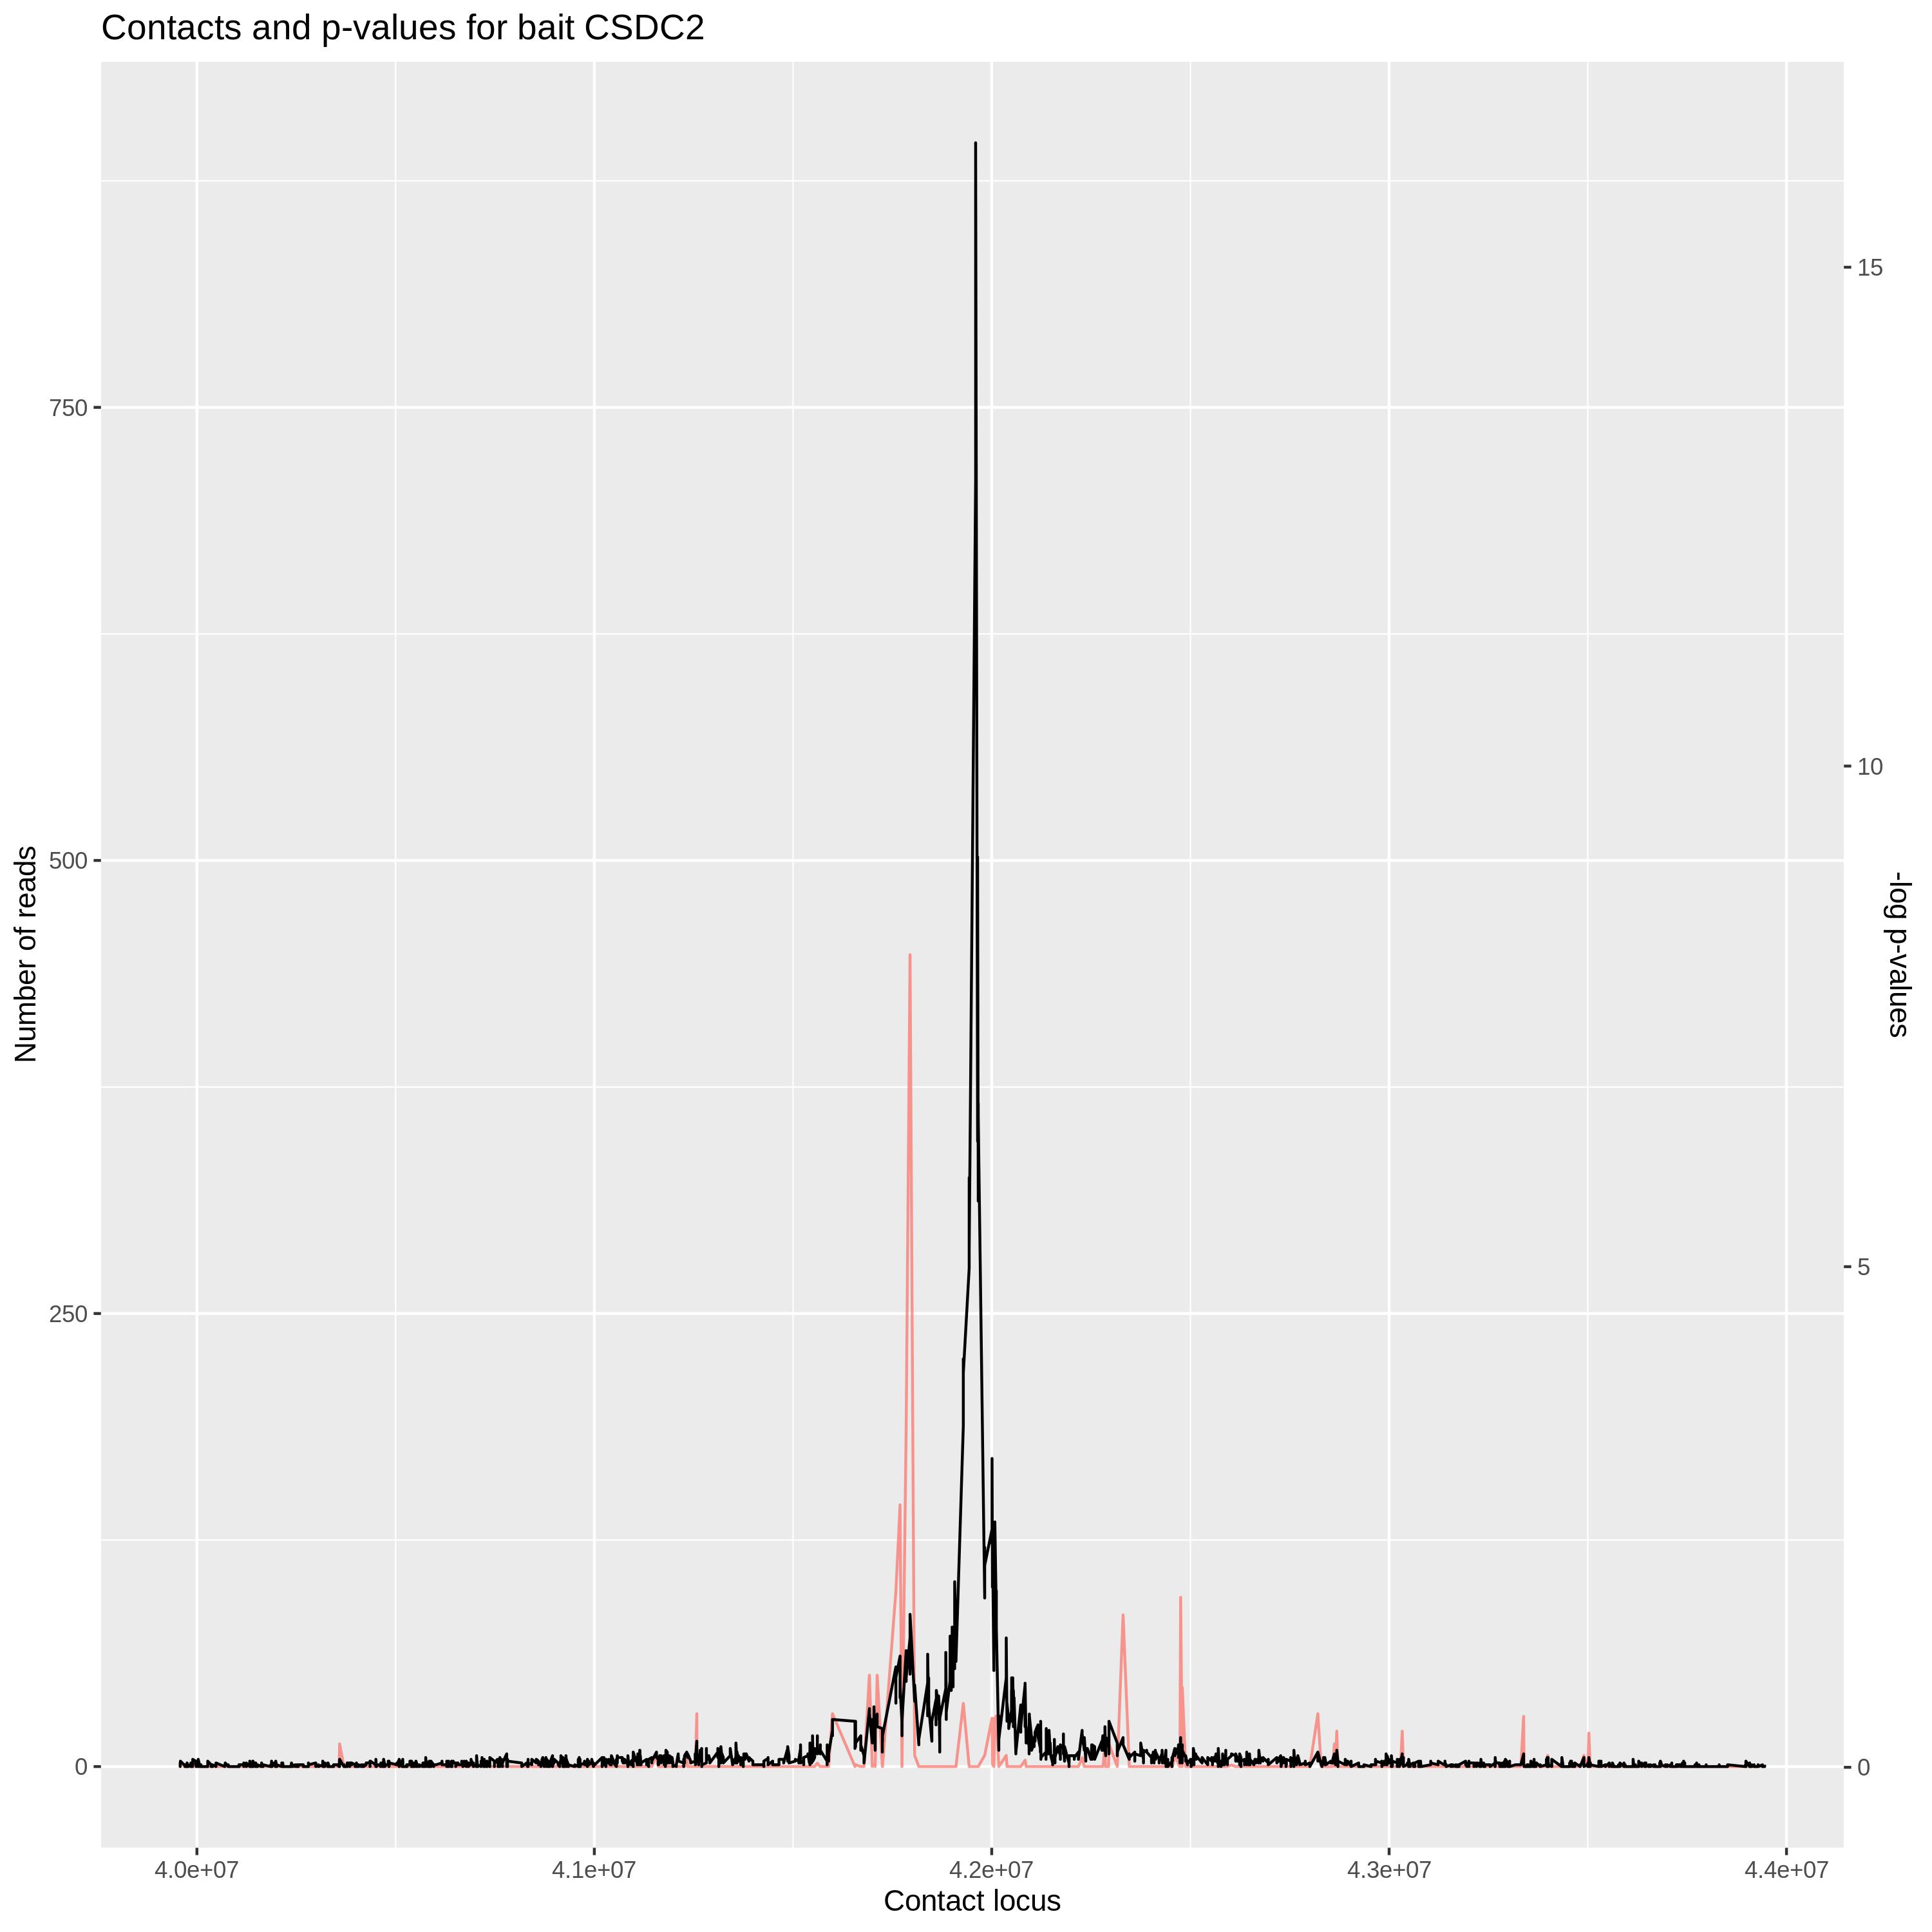 Contacts and p-values for bait CSDC2
750
500
250
0
Number of reads
15
10
5
0
-log p-values
4.0e+07
4.1e+07
4.2e+07
4.3e+07
4.4e+07
Contact locus